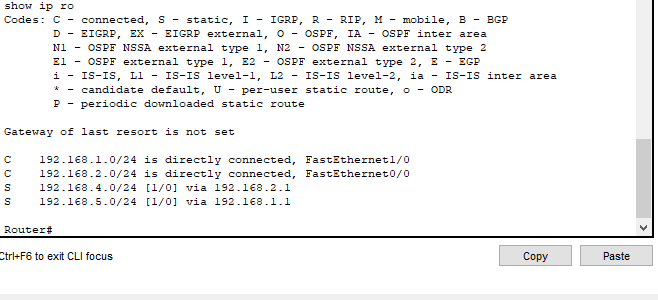 show ip ro
Codes: C - connected, S - static, I - IGRP, R - RIP, M - mobile, B - BGP
D - EIGRP, EX - EIGRP external, O - OSPF, IA - OSPF inter area
N1 - OSPF NSSA external type 1, N2 - OSPF NSSA external type 2
E1 - OSPF external type 1, E2 - OSPF external type 2, E - EGP
i - IS-IS, L1 - IS-IS level-1, L2 - IS-IS level-2, ia - IS-IS inter area
* - candidate default, U - per-user static route, o - ODR
P - periodic downloaded static route
Gateway of last resort is not set
C 192.168.1.0/24 is directly connected, FastEthernet1/0
C 192.168.2.0/24 is directly connected, FastEthernet0/0
S 192.168.4.0/24 [1/0] via 192.168.2.1
S 192.168.5.0/24 [1/0] via 192.168.1.1
Router#
Ctrl+F6 to exit CLI focus
Copy
Paste